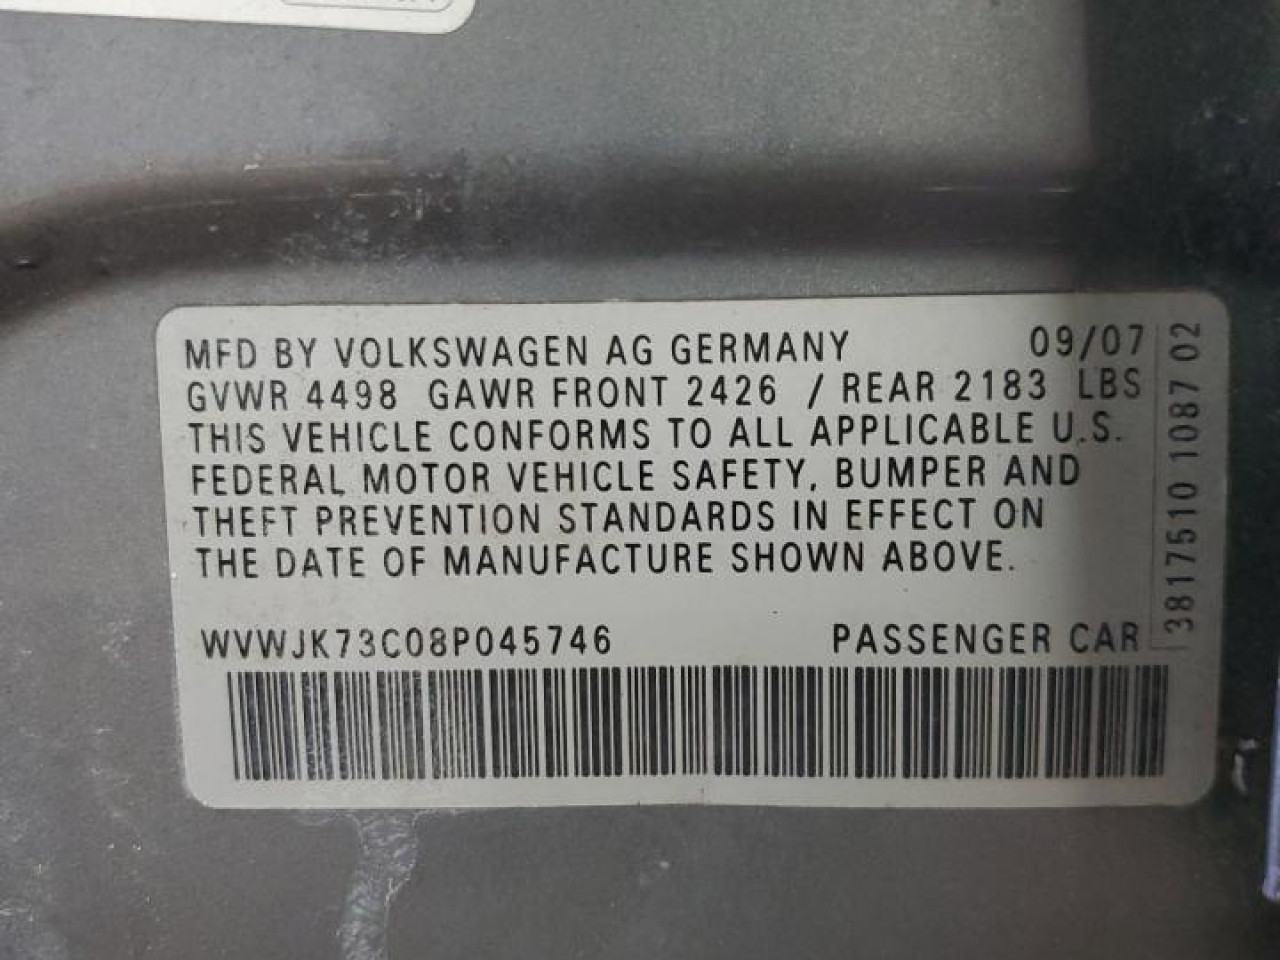 MFD BY VOLKSWAGEN AG GERMANY 09/07
GVWR 4498 GAWR FRONT 2426 / REAR 2183 LBS
THIS VEHICLE CONFORMS TO ALL APPLICABLE U.S.
FEDERAL MOTOR VEHICLE SAFETY, BUMPER AND
THEFT PREVENTION STANDARDS IN EFFECT ON
THE DATE OF MANUFACTURE SHOWN ABOVE.
WVWJK73C08P045746 PASSENGER CAR
3817510 1087 02